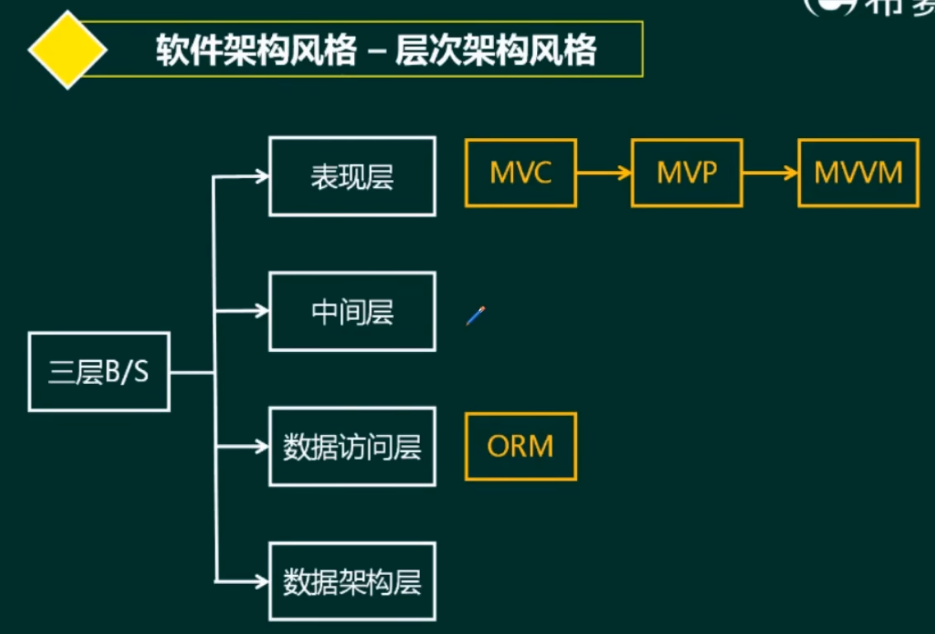 软件架构风格 – 层次架构风格
表现层
MVC
MVP
MVVM
中间层
三层B/S
数据访问层
ORM
数据架构层